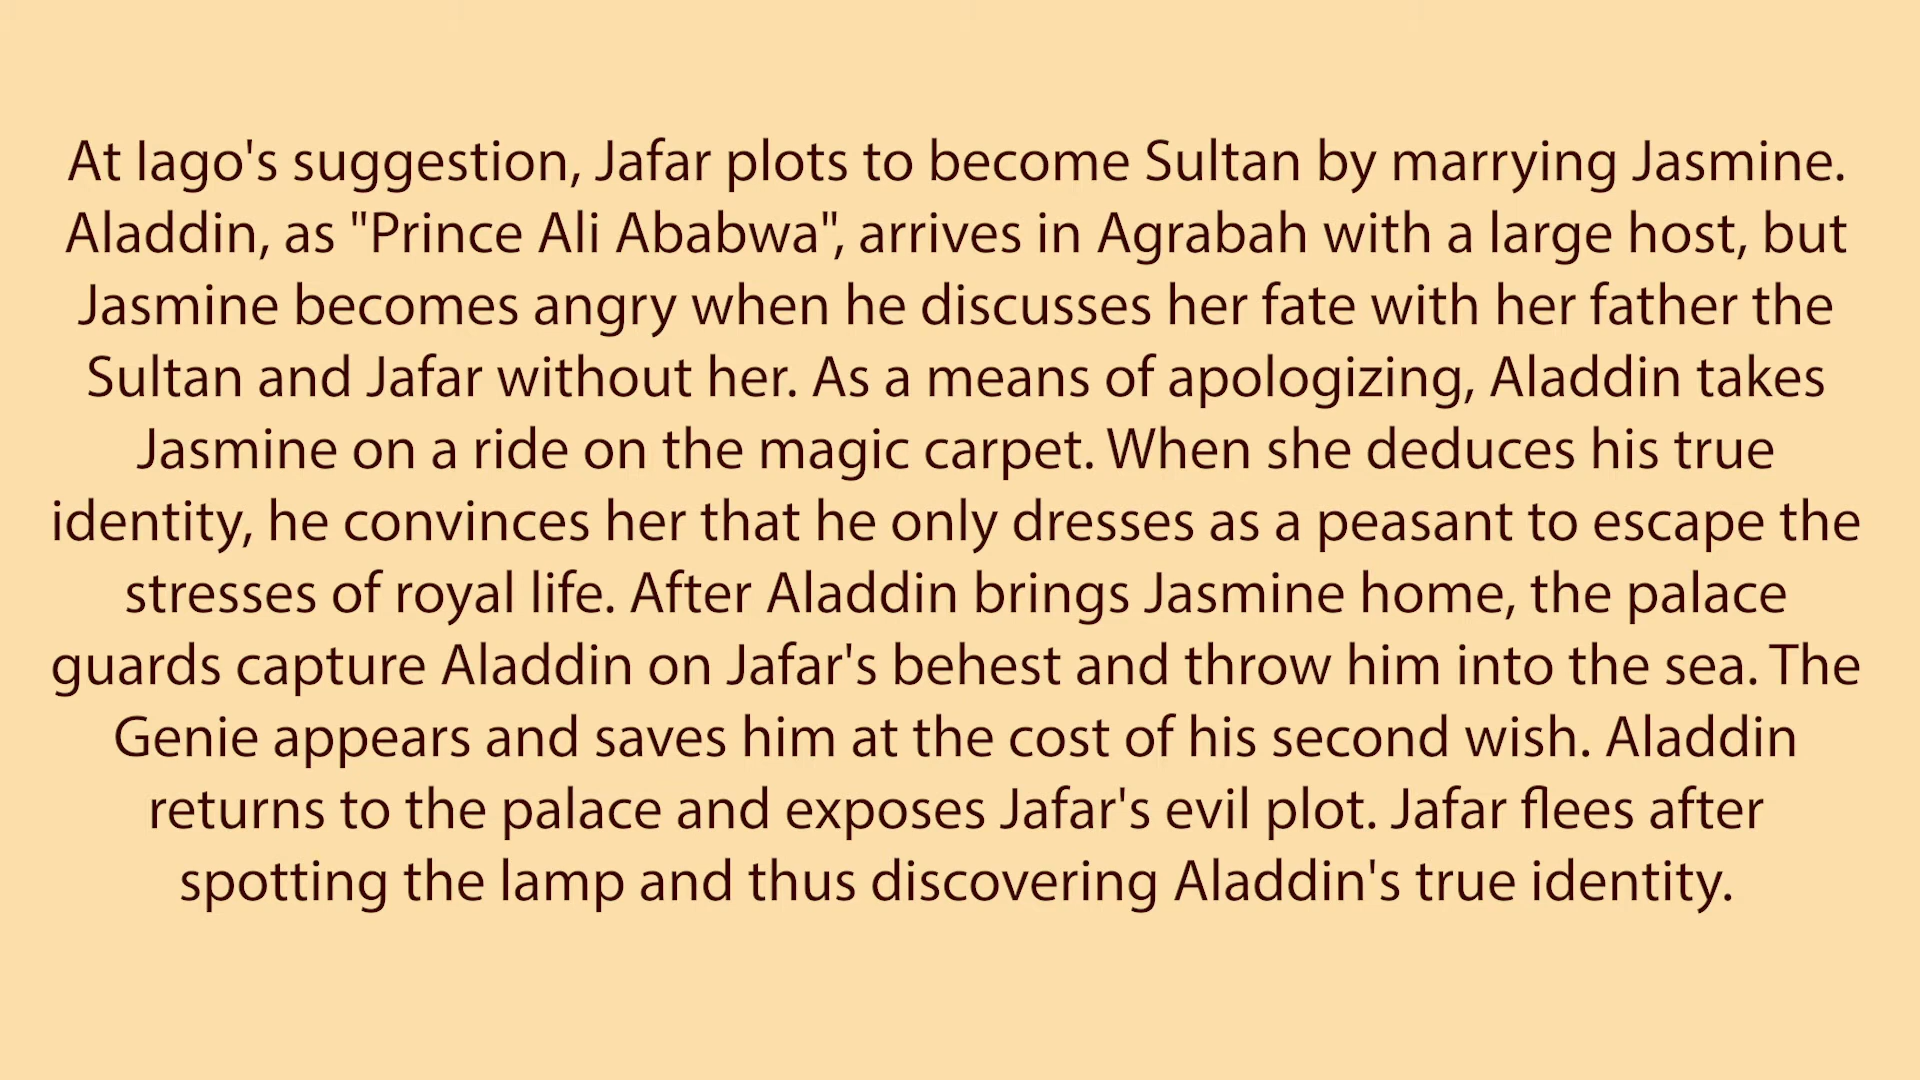 At Iago's suggestion, Jafar plots to become Sultan by marrying Jasmine.
Aladdin, as "Prince Ali Ababwa", arrives in Agrabah with a large host, but
Jasmine becomes angry when he discusses her fate with her father the
Sultan and Jafar without her. As a means of apologizing, Aladdin takes
Jasmine on a ride on the magic carpet. When she deduces his true
identity, he convinces her that he only dresses as a peasant to escape the
stresses of royal life. After Aladdin brings Jasmine home, the palace
guards capture Aladdin on Jafar's behest and throw him into the sea. The
Genie appears and saves him at the cost of his second wish. Aladdin
returns to the palace and exposes Jafar's evil plot. Jafar flees after
spotting the lamp and thus discovering Aladdin's true identity.